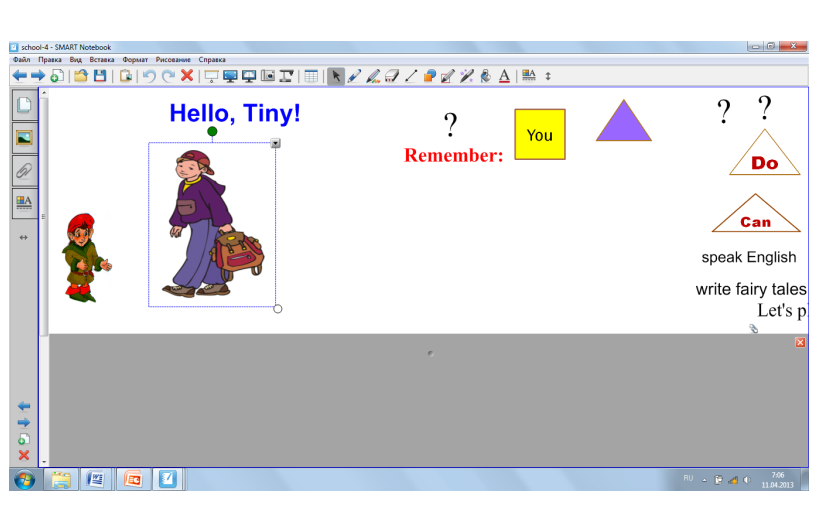 school-4 - SMART Notebook
Файл Правка Вид Вставка Формат Рисование Справка
Hello, Tiny!
?
Remember:
You
? ?
Do
Can
speak English
write fairy tales
Let's p
RU
7:06
11.04.2013